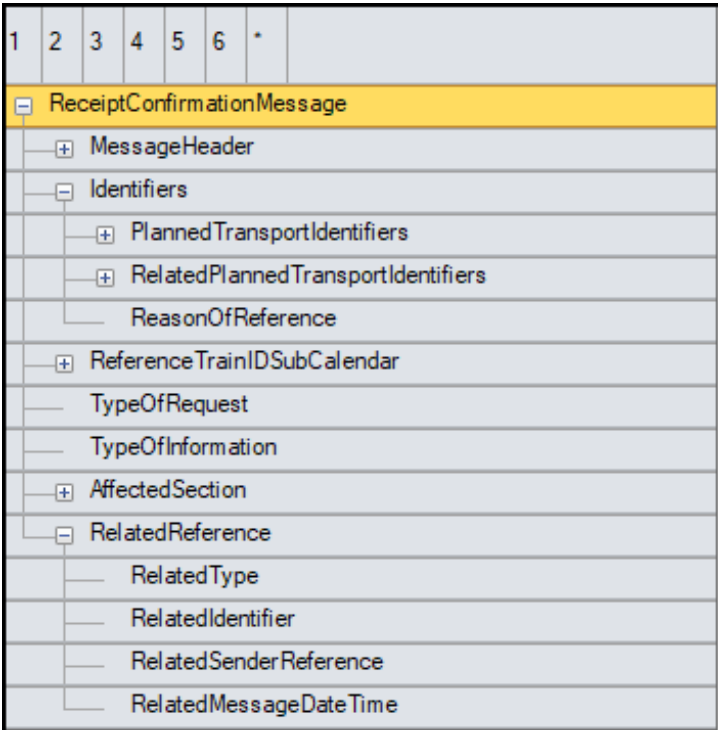 1 2 3 4 5 6 *
ReceiptConfirmationMessage
MessageHeader
Identifiers
PlannedTransportIdentifiers
RelatedPlannedTransportIdentifiers
ReasonOfReference
ReferenceTrainIDSubCalendar
TypeOfRequest
TypeOfInformation
AffectedSection
RelatedReference
RelatedType
RelatedIdentifier
RelatedSenderReference
RelatedMessageDateTime